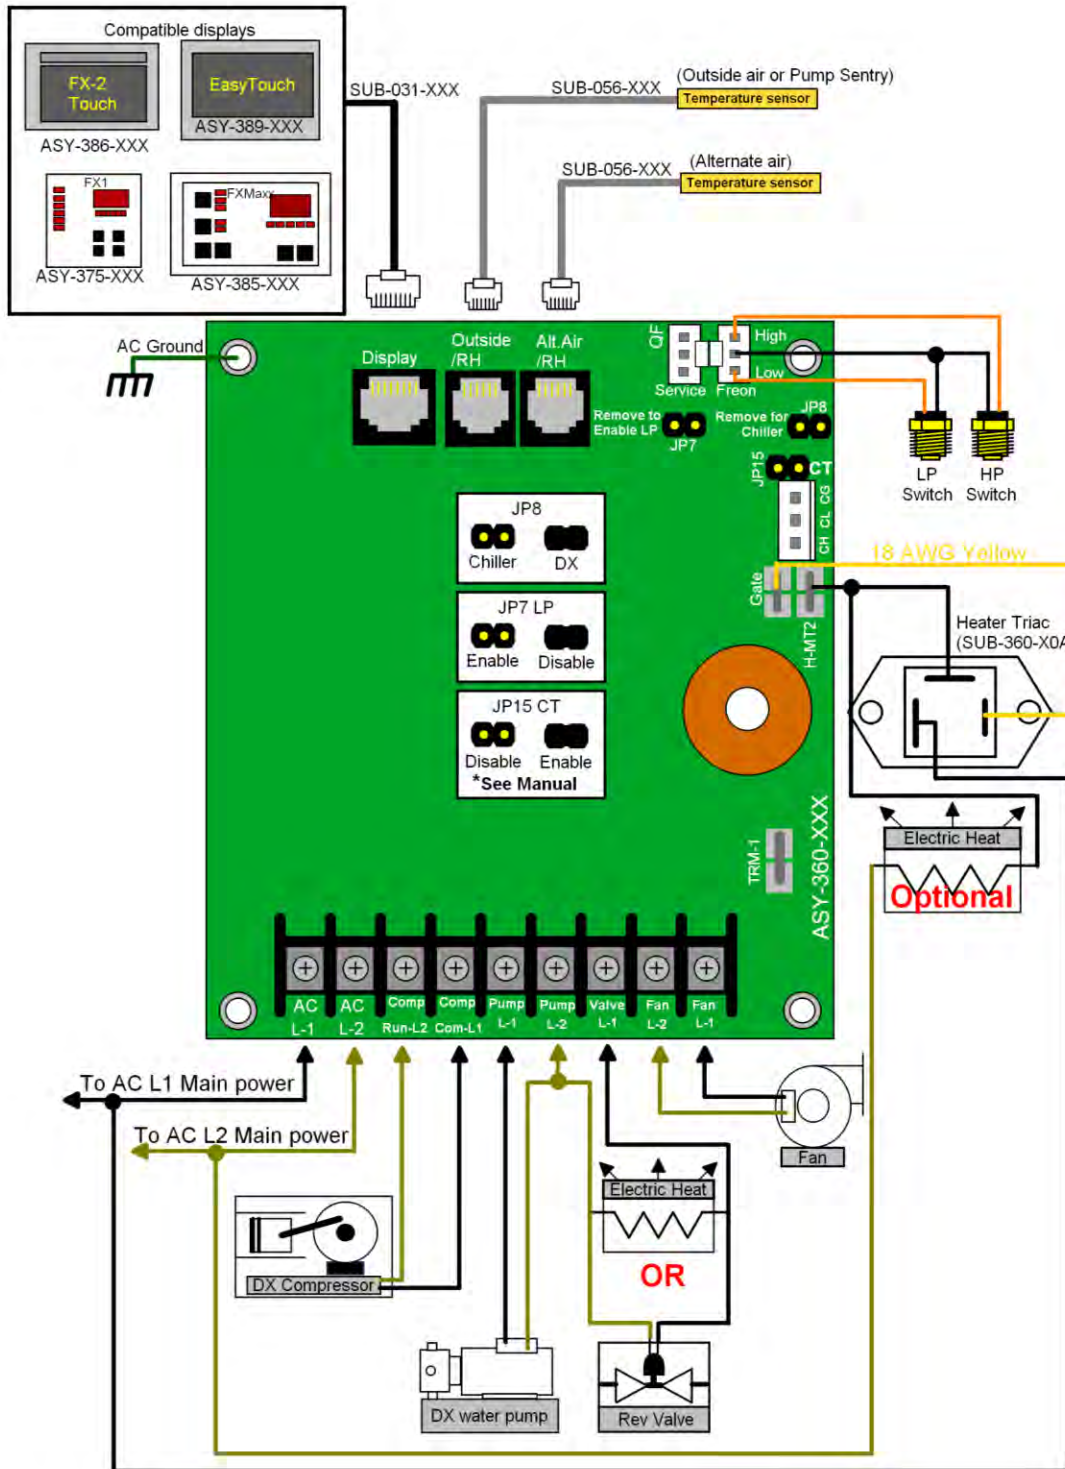 Compatible displays
FX-2
Touch
EasyTouch
ASY-386-XXX
ASY-389-XXX
FX1
FXMaxx
ASY-375-XXX
ASY-385-XXX
SUB-031-XXX
SUB-056-XXX
(Outside air or Pump Sentry)
Temperature sensor
SUB-056-XXX
(Alternate air)
Temperature sensor
AC Ground
Display
Outside
/RH
Alt.Air
/RH
QF
High
Low
Service
Freon
Remove to
Enable LP
JP7
Remove for
Chiller
JP8
JP15
CT
LP
Switch
HP
Switch
CH CL CG
JP8
Chiller
DX
JP7 LP
Enable
Disable
JP15 CT
Disable
Enable
*See Manual
18 AWG Yellow
Gate
H-MT2
Heater Triac
(SUB-360-X0A
Electric Heat
Optional
TRM-1
ASY-360-XXX
AC
L-1
AC
L-2
Comp
Run-L2
Comp
Com-L1
Pump
L-1
Pump
L-2
Valve
L-1
Fan
L-2
Fan
L-1
To AC L1 Main power
To AC L2 Main power
Fan
Electric Heat
OR
DX Compressor
DX water pump
Rev Valve